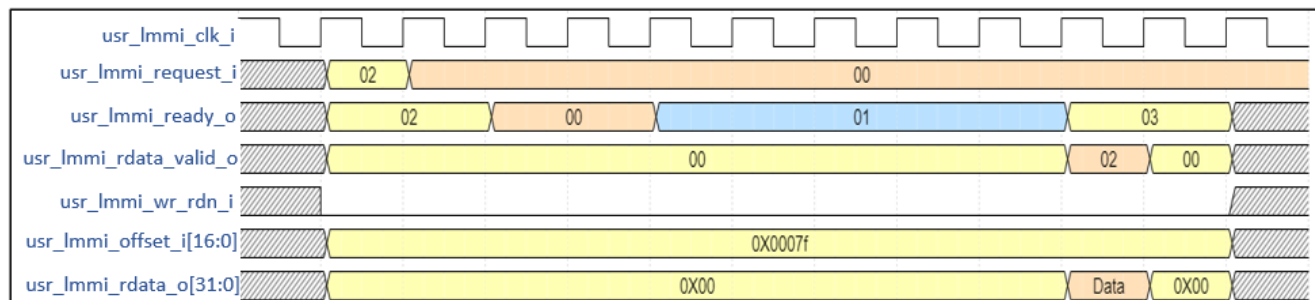 usr_lmmi_clk_i
usr_lmmi_request_i 02 00
usr_lmmi_ready_o 02 00 01 03
usr_lmmi_rdata_valid_o 00 02 00
usr_lmmi_wr_rdn_i
usr_lmmi_offset_i[16:0] 0X0007f
usr_lmmi_rdata_o[31:0] 0X00 Data 0X00